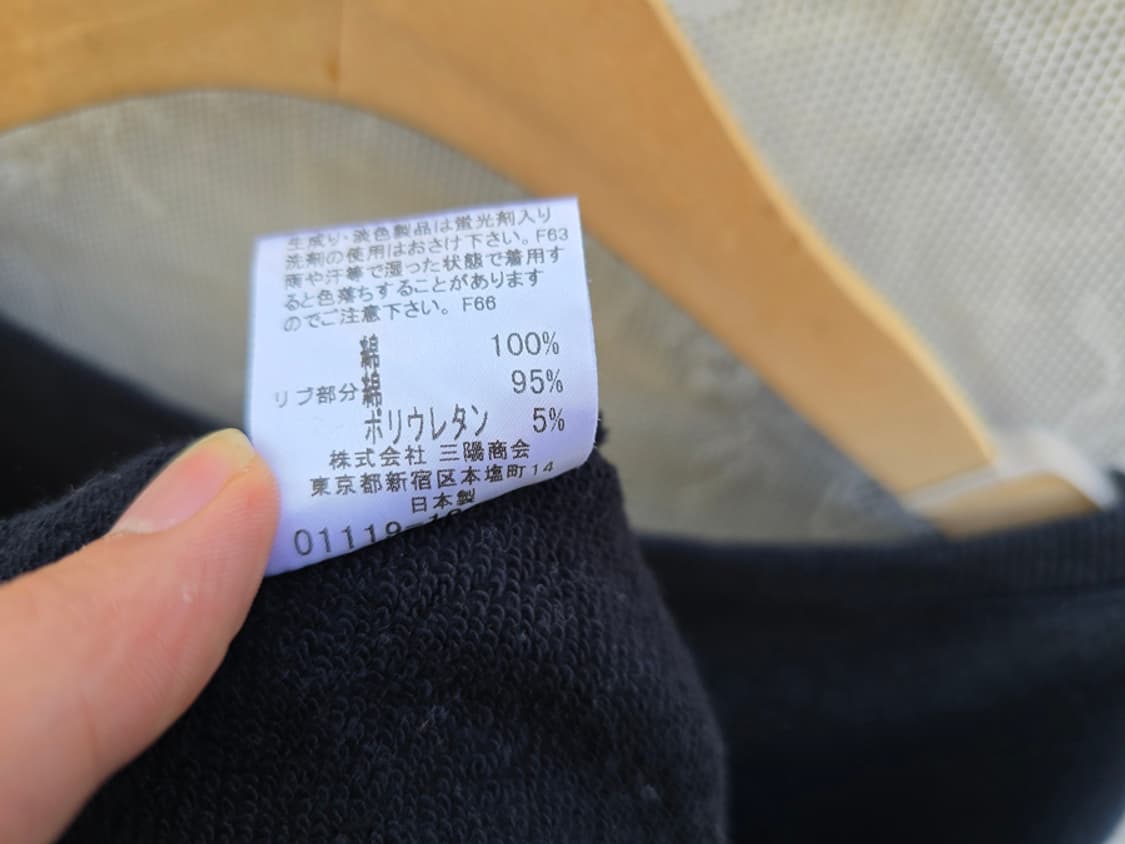 生成り・淡色製品は蛍光剤入り
洗剤の使用はおさけ下さい。F63
雨や汗等で湿った状態で着用す
ると色落ちすることがあります
のでご注意下さい。F66
綿 100%
リブ部分綿 95%
ポリウレタン 5%
株式会社 三陽商会
東京都新宿区本塩町14
日本製
01119-